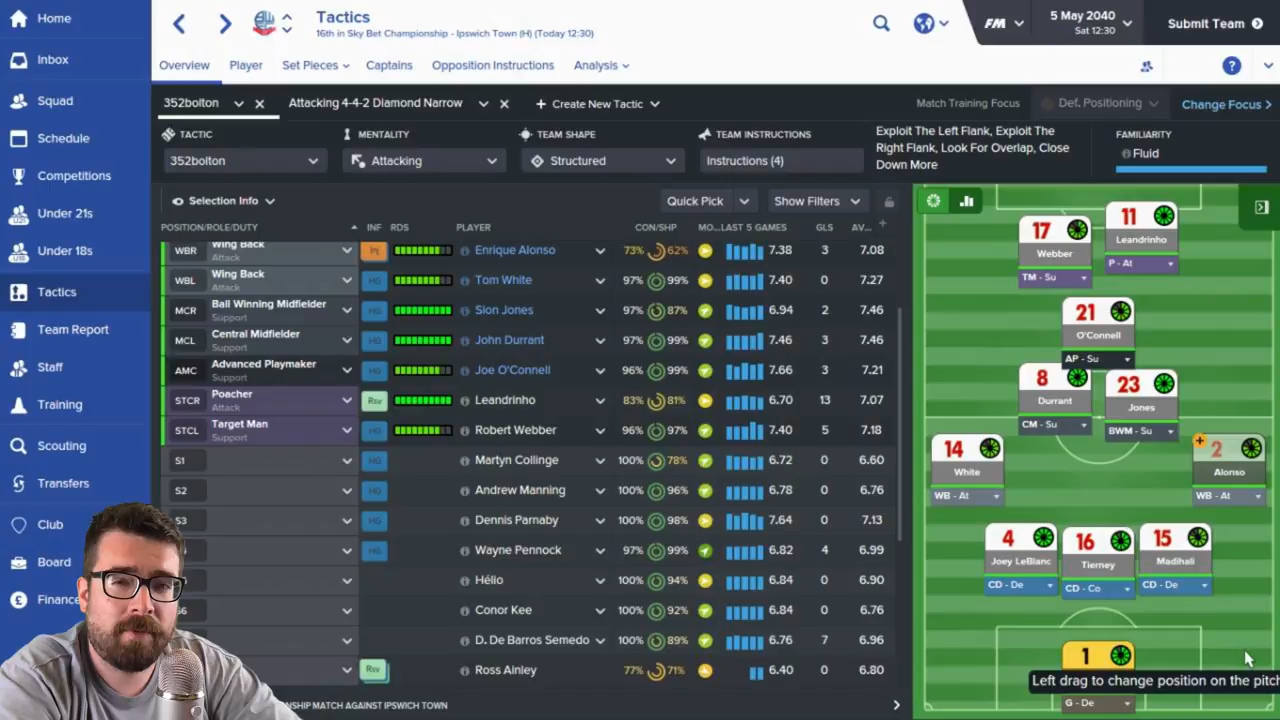 Home
Inbox
Squad
Schedule
Competitions
Under 21s
Under 18s
Tactics
Team Report
Staff
Training
Scouting
Transfers
Club
Board
Finance
Tactics
16th in Sky Bet Championship - Ipswich Town (H) (Today 12:30)
FM
5 May 2040
Sat 12:30
Submit Team
Overview
Player
Set Pieces
Captains
Opposition Instructions
Analysis
352bolton
Attacking 4-4-2 Diamond Narrow
Create New Tactic
Match Training Focus
Def. Positioning
Change Focus
TACTIC
MENTALITY
TEAM SHAPE
TEAM INSTRUCTIONS
352bolton
Attacking
Structured
Instructions (4)
Exploit The Left Flank, Exploit The
Right Flank, Look For Overlap, Close
Down More
FAMILIARITY
Fluid
Selection Info
Quick Pick
Show Filters
POSITION/ROLE/DUTY INF RDS PLAYER CON/SHP MO... LAST 5 GAMES GLS AV...
WBR Wing Back Attack Inj Enrique Alonso 73% 62% 7.38 3 7.08
WBL Wing Back Attack HG Tom White 97% 99% 7.40 0 7.27
MCR Ball Winning Midfielder Support HG Sion Jones 97% 87% 6.94 2 7.46
MCL Central Midfielder Support HG John Durrant 97% 99% 7.46 3 7.46
AMC Advanced Playmaker Support HG Joe O'Connell 96% 99% 7.66 3 7.21
STCR Poacher Attack Rsv Leandrinho 83% 81% 6.70 13 7.07
STCL Target Man Support HG Robert Webber 96% 97% 7.40 5 7.18
S1 HG Martyn Collinge 100% 78% 6.72 0 6.60
S2 HG Andrew Manning 100% 96% 6.78 0 6.76
S3 HG Dennis Parnaby 100% 98% 7.64 0 7.13
HG Wayne Pennock 97% 99% 6.82 4 6.99
Hélio 100% 94% 6.84 0 6.90
Conor Kee 100% 92% 6.84 0 6.76
D. De Barros Semedo 100% 89% 6.76 7 6.96
Rsv Ross Ainley 77% 71% 6.40 0 6.80
SHIP MATCH AGAINST IPSWICH TOWN
17
Webber
TM - Su
11
Leandrinho
P - At
21
O'Connell
AP - Su
8
Durrant
CM - Su
23
Jones
BWM - Su
14
White
WB - At
2
Alonso
WB - At
4
Joey LeBlanc
CD - De
16
Tierney
CD - Co
15
Madihali
CD - De
1
Left drag to change position on the pitch
G - De